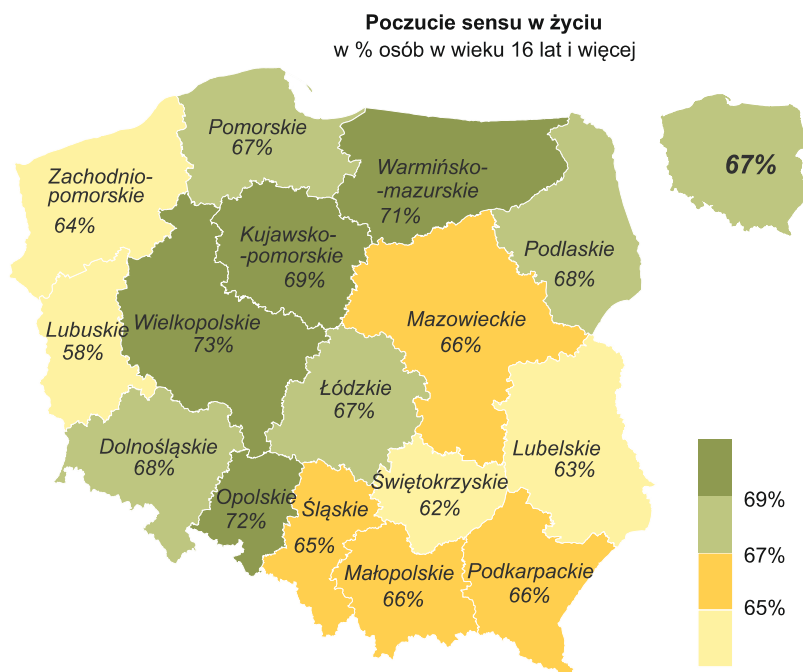 Poczucie sensu w życiu
w % osób w wieku 16 lat i więcej
Pomorskie
67%
Zachodnio-
pomorskie
64%
Warmińsko-
-mazurskie
71%
67%
Kujawsko-
-pomorskie
69%
Podlaskie
68%
Lubuskie
58%
Wielkopolskie
73%
Mazowieckie
66%
Łódzkie
67%
Dolnośląskie
68%
Lubelskie
63%
Opolskie
72%
Śląskie
65%
Świętokrzyskie
62%
Małopolskie
66%
Podkarpackie
66%
69%
67%
65%